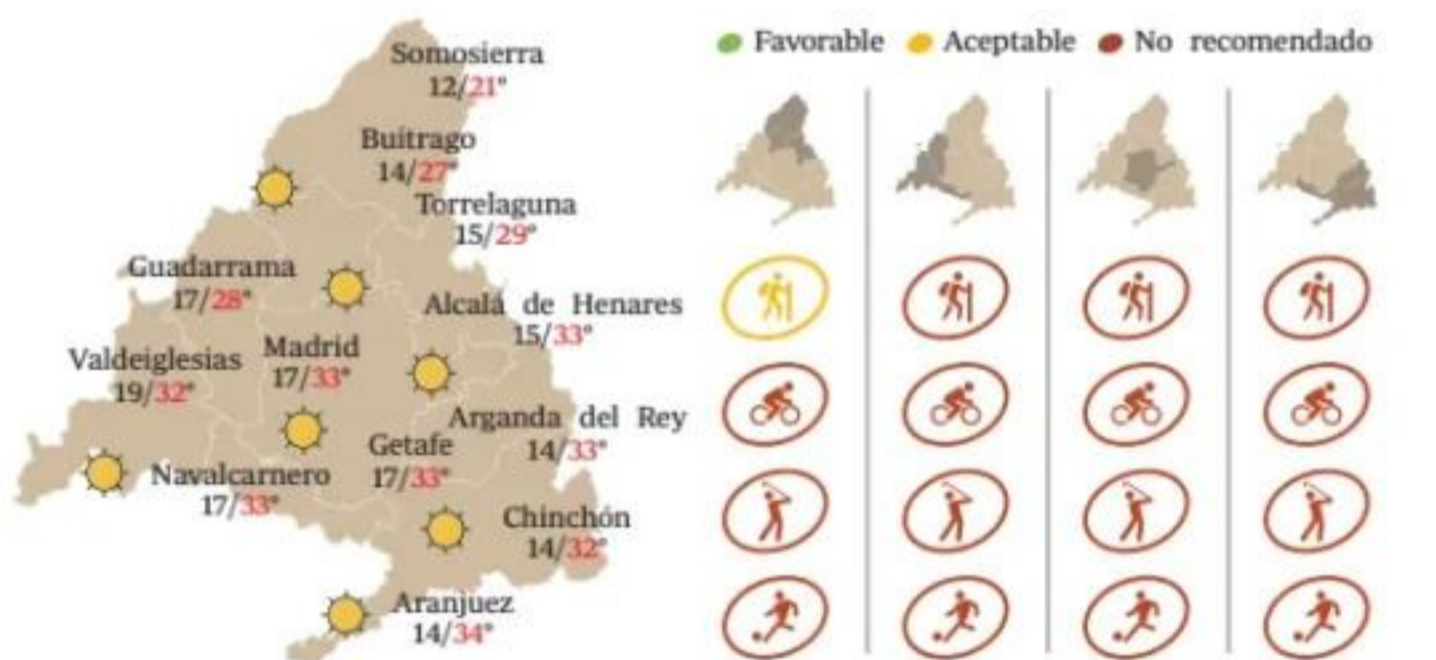 Somosierra
12/21°
Buitrago
14/27°
Torrelaguna
15/29°
Guadarrama
17/28°
Alcalá de Henares
15/33°
Valdeiglesias
19/32°
Madrid
17/33°
Arganda del Rey
14/33°
Getafe
17/33°
Navalcarnero
17/33°
Chinchón
14/32°
Aranjuez
14/34°
Favorable Aceptable No recomendado